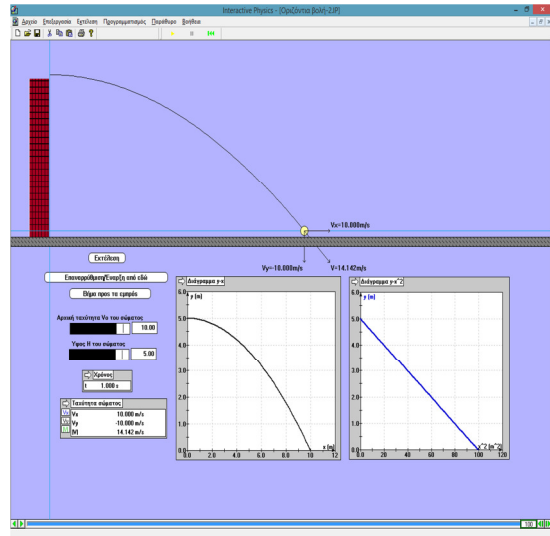 Interactive Physics - [Οριζόντια βολή-2.IP]
Αρχείο Επεξεργασία Εκτέλεση Προγραμματισμός Παράθυρο Βοήθεια
Vx=10.000m/s
Vy=-10.000m/s V=14.142m/s
Εκτέλεση
Επαναρρύθμιση/Εναρξη από εδώ
Βήμα προς τα εμπρός
Αρχική ταχύτητα Vo του σώματος
10.00
Υψος H του σώματος
5.00
Χρόνος
t 1.000 s
Ταχύτητα σώματος
Vx Vx 10.000 m/s
Vy Vy -10.000 m/s
|V| |V| 14.142 m/s
Διάγραμμα y-x
6.0 y (m)
5.0
4.0
3.0
2.0
1.0
0.0
0.0 2.0 4.0 6.0 8.0 10 12
x (m)
Διάγραμμα y-x^2
6.0 y (m)
5.0
4.0
3.0
2.0
1.0
0.0
0.0 20 40 60 80 100 120
x^2 (m^2)
100